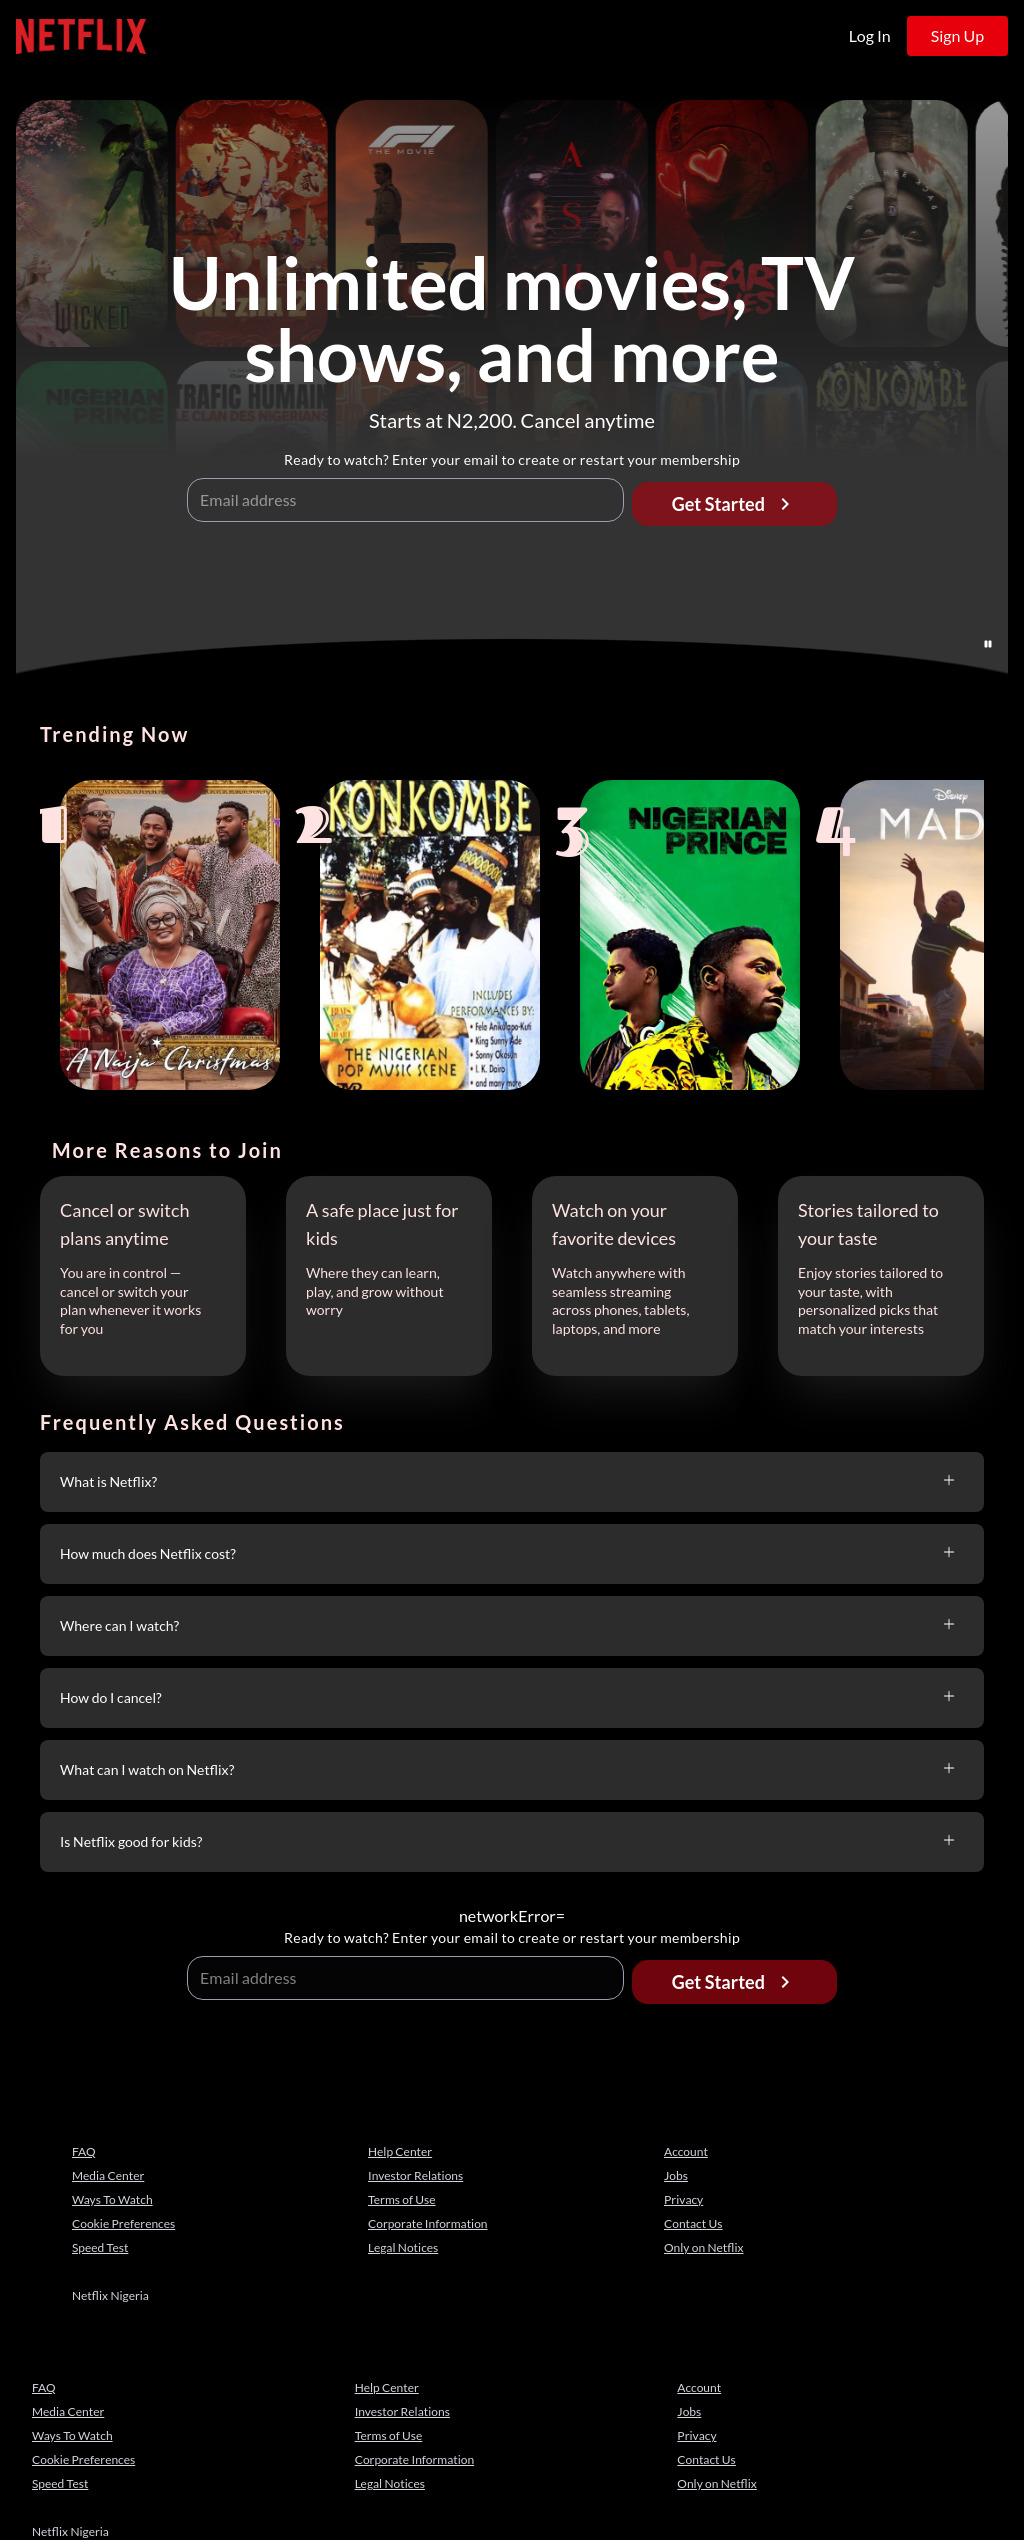 NETFLIX
Log In
Sign Up
THE MOVIE
WICKED
NIGERIAN
PRINCE
TRAFIC HUMAIN
LE CLAN DES NIGERIANS
KONKOMBE
Unlimited movies, TV
shows, and more
Starts at N2,200. Cancel anytime
Ready to watch? Enter your email to create or restart your membership
Email address
Get Started
Trending Now
1
A Naija Christmas
2
KONKOMBE
INCLUDES
PERFORMANCES BY:
• Fela Anikulapo-Kuti
• King Sunny Ade
• Sonny Okosun
• I. K. Dairo
• and many more
THE NIGERIAN
POP MUSIC SCENE
3
NIGERIAN
PRINCE
4
Disney
MAD
More Reasons to Join
Cancel or switch
plans anytime
You are in control —
cancel or switch your
plan whenever it works
for you
A safe place just for
kids
Where they can learn,
play, and grow without
worry
Watch on your
favorite devices
Watch anywhere with
seamless streaming
across phones, tablets,
laptops, and more
Stories tailored to
your taste
Enjoy stories tailored to
your taste, with
personalized picks that
match your interests
Frequently Asked Questions
What is Netflix?
How much does Netflix cost?
Where can I watch?
How do I cancel?
What can I watch on Netflix?
Is Netflix good for kids?
networkError=
Ready to watch? Enter your email to create or restart your membership
Email address
Get Started
FAQ
Media Center
Ways To Watch
Cookie Preferences
Speed Test
Help Center
Investor Relations
Terms of Use
Corporate Information
Legal Notices
Account
Jobs
Privacy
Contact Us
Only on Netflix
Netflix Nigeria
FAQ
Media Center
Ways To Watch
Cookie Preferences
Speed Test
Help Center
Investor Relations
Terms of Use
Corporate Information
Legal Notices
Account
Jobs
Privacy
Contact Us
Only on Netflix
Netflix Nigeria